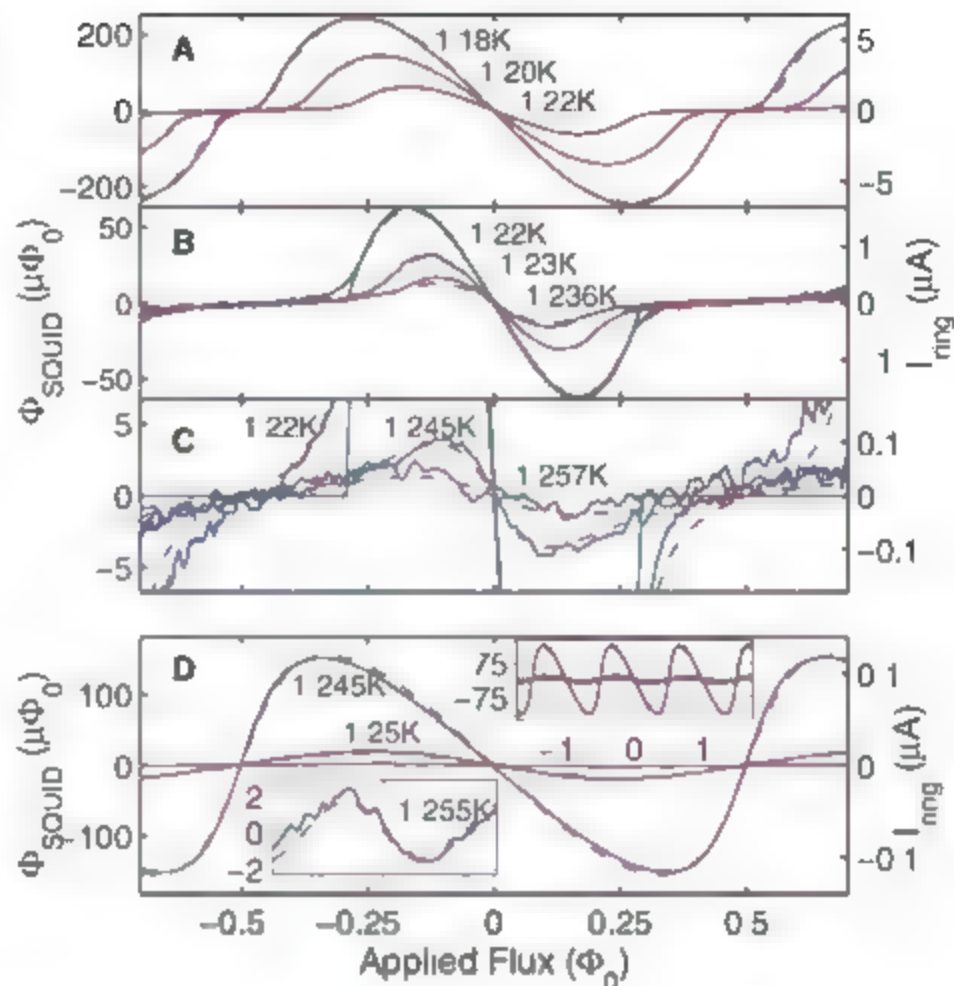 A
200
0
-200
1 18K
1 20K
1 22K
5
0
-5
B
50
0
-50
1 22K
1 23K
1 236K
1
0
1
C
5
0
-5
1 22K
1 245K
1 257K
0.1
0
-0.1
Φ_SQUID (μΦ_0)
I_ring (μA)
D
100
0
100
1 245K
1 25K
75
-75
-1 0 1
2
0
-2
1 255K
0 1
0
-0 1
Φ_SQUID (μΦ_0)
I_ring (μA)
-0.5 -0.25 0 0.25 0 5
Applied Flux (Φ_0)